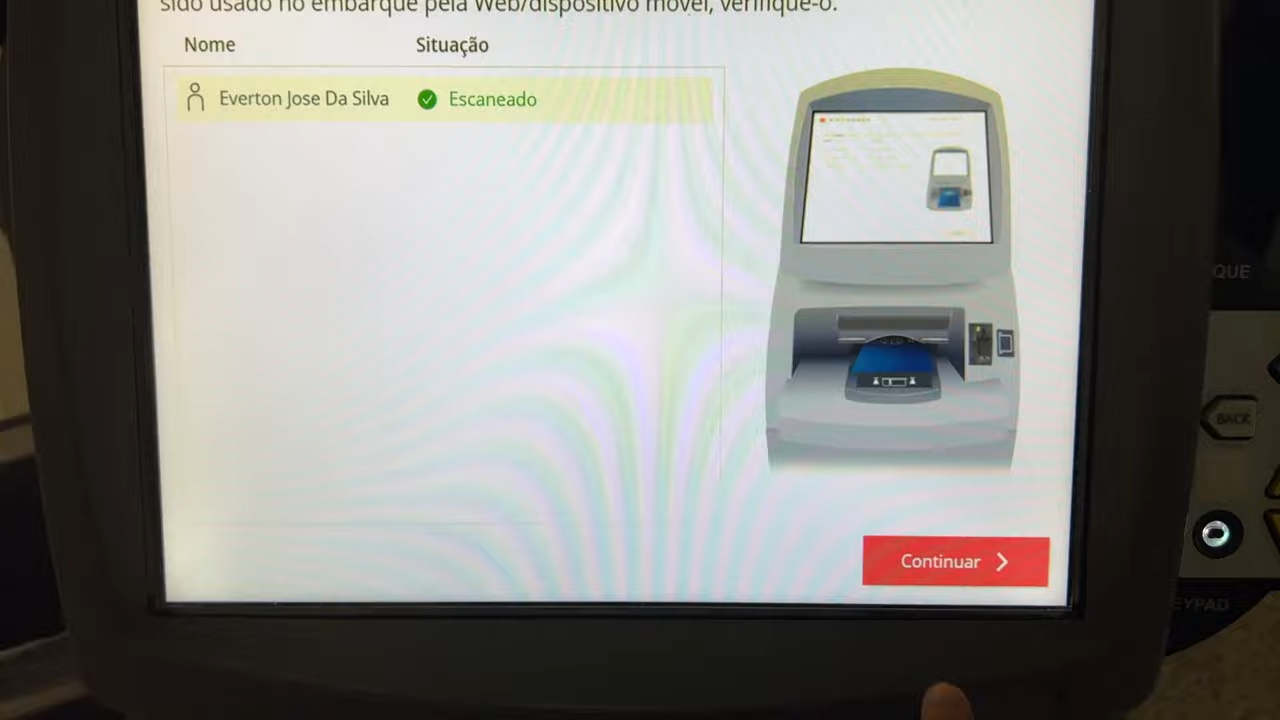 sido usado no embarque pela Web/dispositivo móvel, verifique-o.
Nome Situação
Everton Jose Da Silva Escaneado
QUE
BACK
Continuar
EYPAD